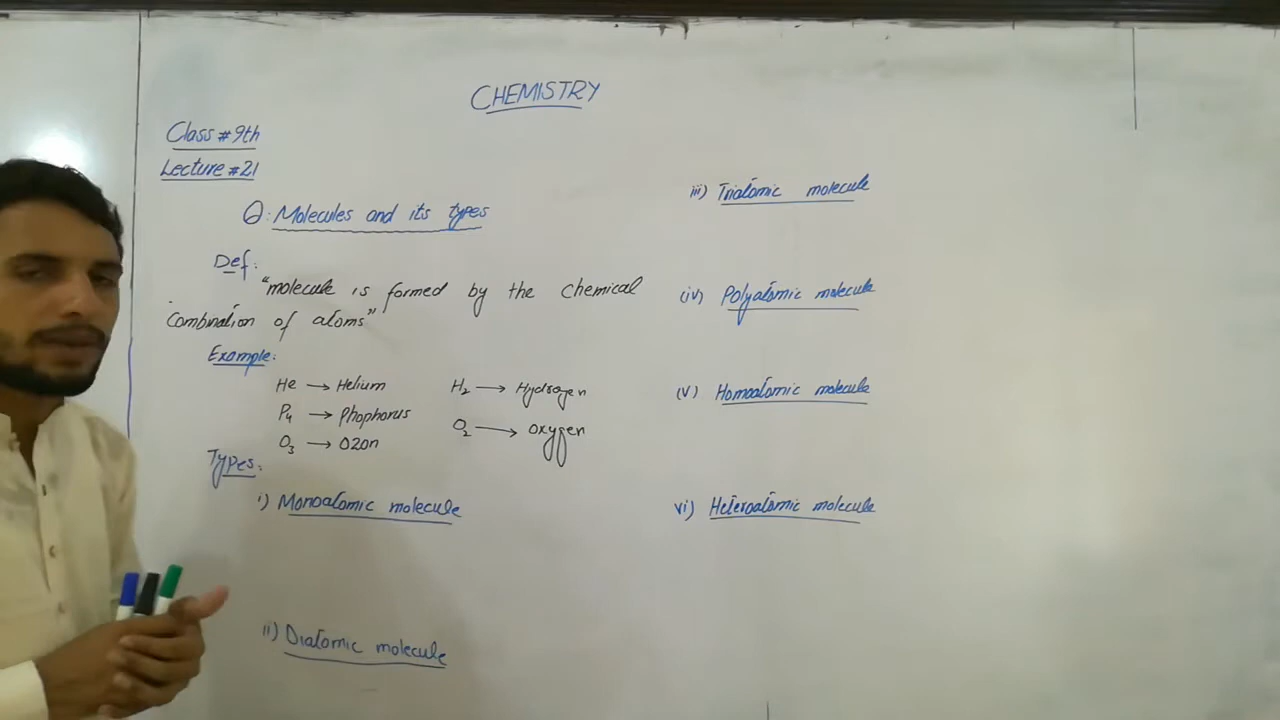 CHEMISTRY
Class #9th
Lecture #21
Q: Molecules and its types
Def:
"molecule is formed by the chemical
Combination of atoms"
Example:
He → Helium
P4 → Phophorus
O3 → Ozon
H2 → Hydrogen
O2 → Oxygen
Types:
i) Monoatomic molecule
ii) Diatomic molecule
iii) Triatomic molecule
(iv) Polyatomic molecule
(v) Homoatomic molecule
vi) Heteroatomic molecule